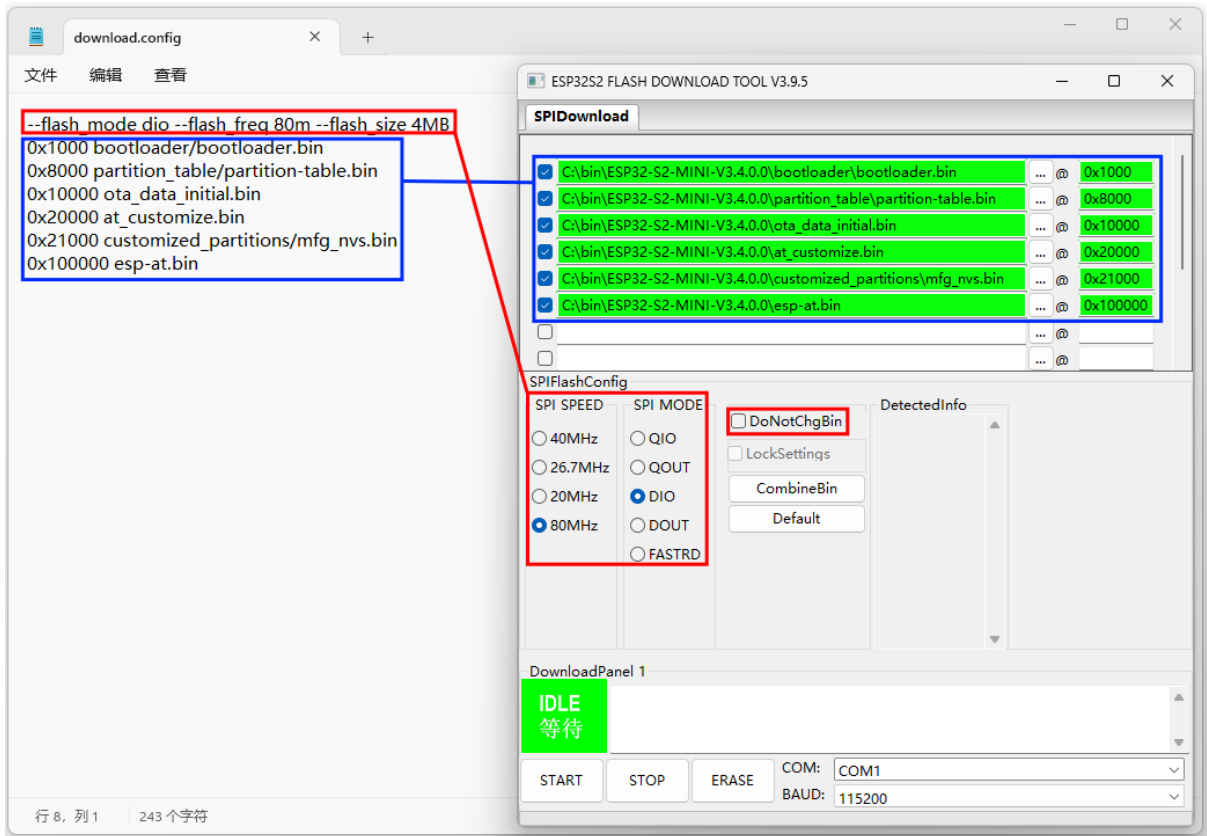 download.config
文件 编辑 查看
--flash_mode dio --flash_freq 80m --flash_size 4MB
0x1000 bootloader/bootloader.bin
0x8000 partition_table/partition-table.bin
0x10000 ota_data_initial.bin
0x20000 at_customize.bin
0x21000 customized_partitions/mfg_nvs.bin
0x100000 esp-at.bin
行 8, 列 1 243 个字符
ESP32S2 FLASH DOWNLOAD TOOL V3.9.5
SPIDownload
C:\bin\ESP32-S2-MINI-V3.4.0.0\bootloader\bootloader.bin ... @ 0x1000
C:\bin\ESP32-S2-MINI-V3.4.0.0\partition_table\partition-table.bin ... @ 0x8000
C:\bin\ESP32-S2-MINI-V3.4.0.0\ota_data_initial.bin ... @ 0x10000
C:\bin\ESP32-S2-MINI-V3.4.0.0\at_customize.bin ... @ 0x20000
C:\bin\ESP32-S2-MINI-V3.4.0.0\customized_partitions\mfg_nvs.bin ... @ 0x21000
C:\bin\ESP32-S2-MINI-V3.4.0.0\esp-at.bin ... @ 0x100000
... @
... @
SPIFlashConfig
SPI SPEED
40MHz
26.7MHz
20MHz
80MHz
SPI MODE
QIO
QOUT
DIO
DOUT
FASTRD
DoNotChgBin
LockSettings
CombineBin
Default
DetectedInfo
DownloadPanel 1
IDLE
等待
START STOP ERASE
COM: COM1
BAUD: 115200